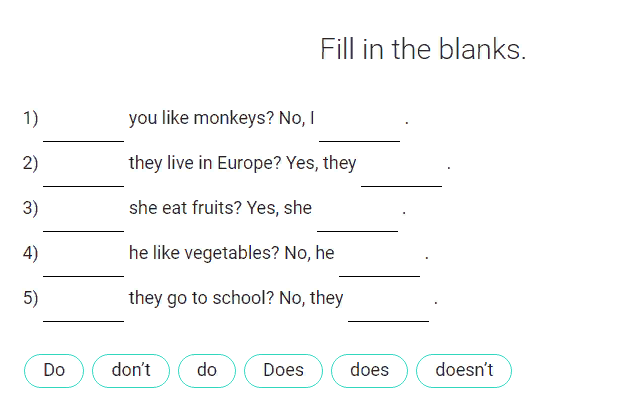 Fill in the blanks.
1) ________ you like monkeys? No, I ________ .
2) ________ they live in Europe? Yes, they ________ .
3) ________ she eat fruits? Yes, she ________ .
4) ________ he like vegetables? No, he ________ .
5) ________ they go to school? No, they ________ .
Do don’t do Does does doesn’t